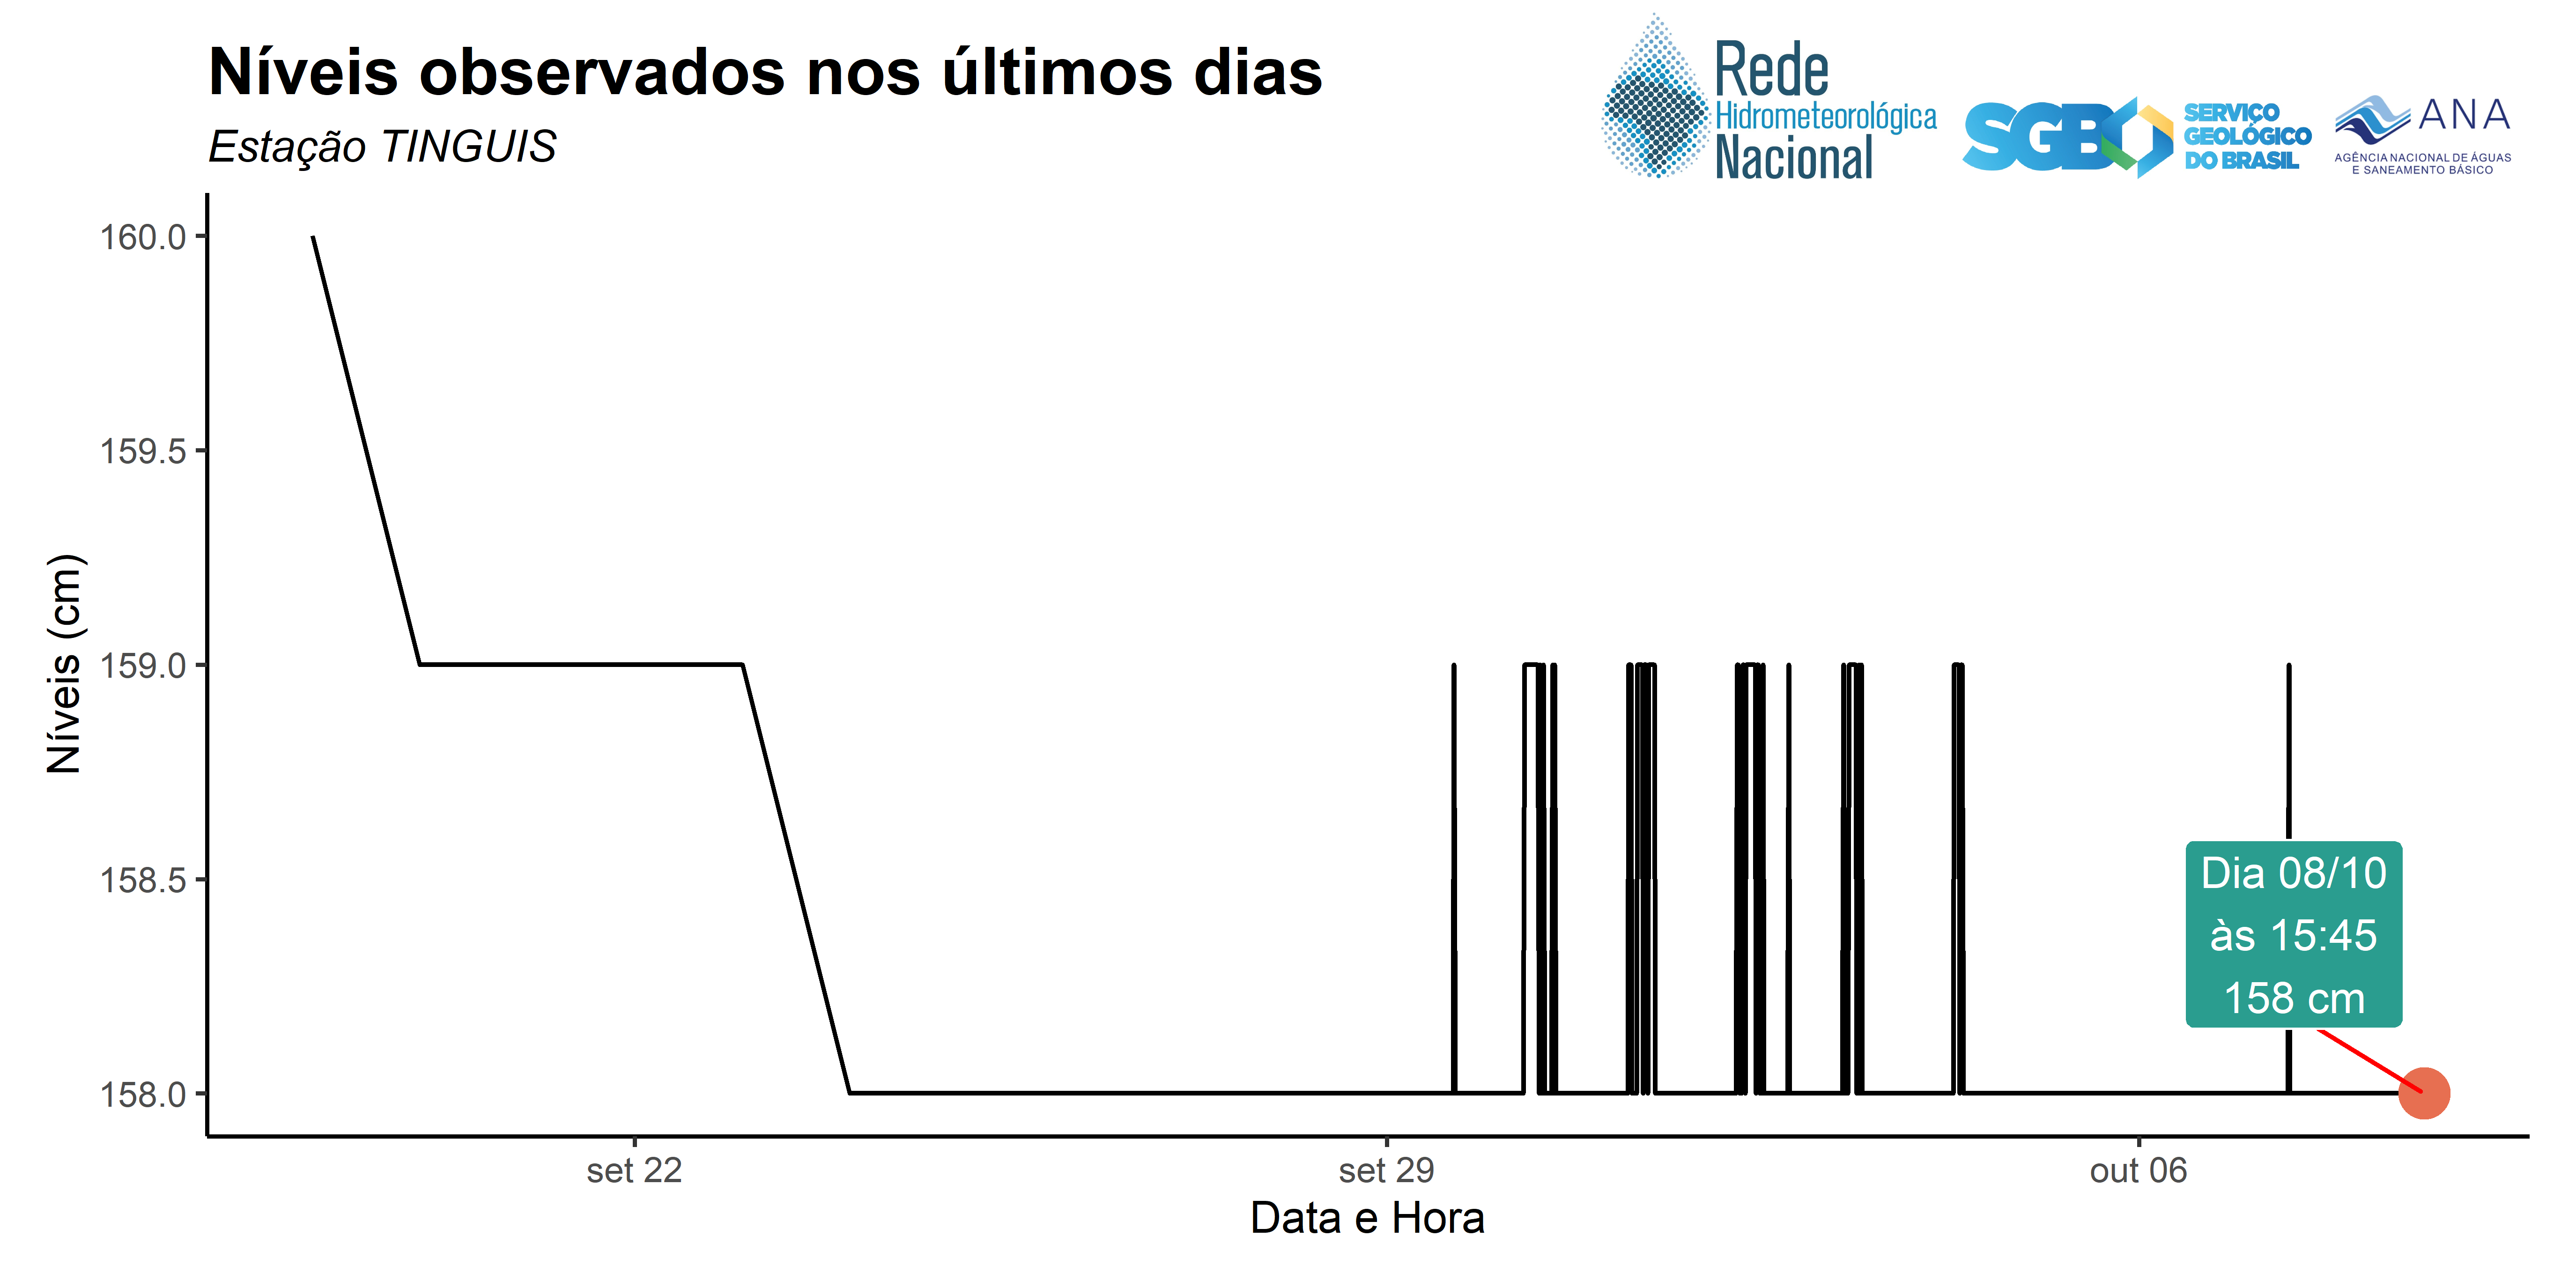 Níveis observados nos últimos dias
Estação TINGUIS
Rede
Hidrometeorológica
Nacional
SGB
SERVIÇO
GEOLÓGICO
DO BRASIL
ANA
AGÊNCIA NACIONAL DE ÁGUAS
E SANEAMENTO BÁSICO
Níveis (cm)
160.0
159.5
159.0
158.5
158.0
Dia 08/10
às 15:45
158 cm
set 22
set 29
out 06
Data e Hora